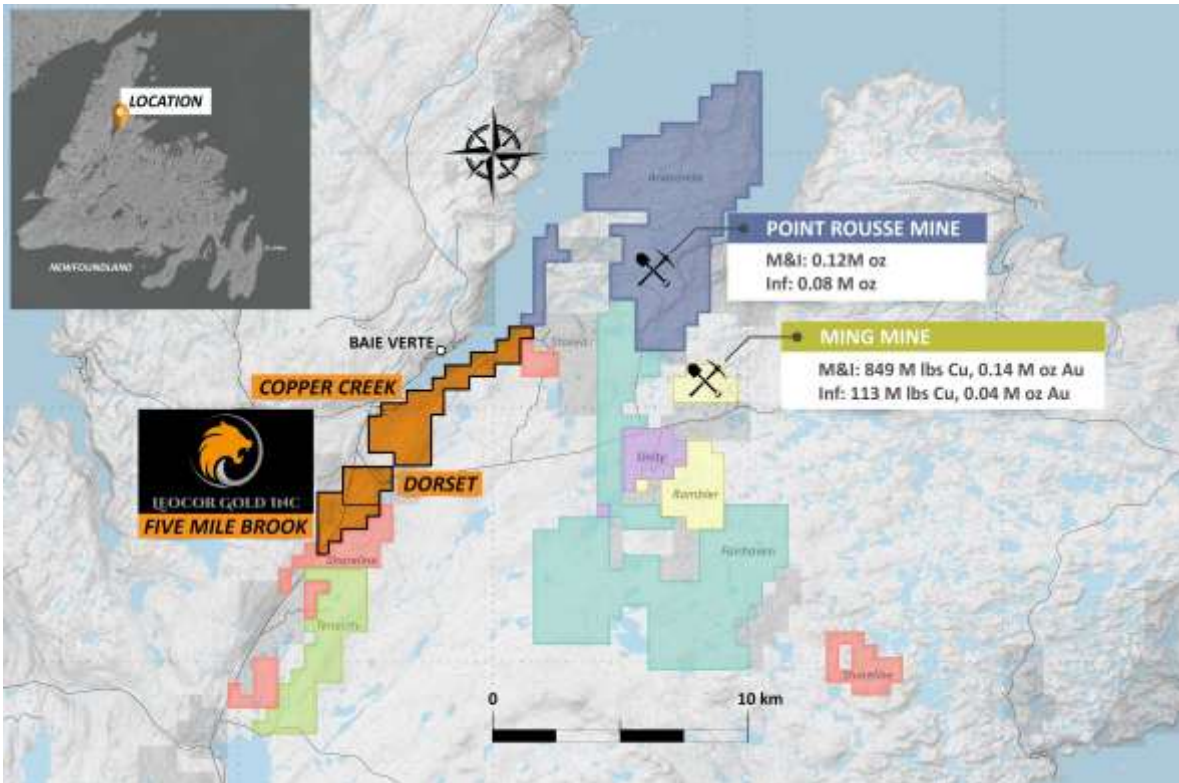 LOCATION
NEWFOUNDLAND
Anaconda
POINT ROUSSE MINE
M&I: 0.12M oz
Inf: 0.08 M oz
BAIE VERTE
MING MINE
M&I: 849 M lbs Cu, 0.14 M oz Au
Inf: 113 M lbs Cu, 0.04 M oz Au
COPPER CREEK
LEOCOR GOLD INC
DORSET
FIVE MILE BROOK
Unity
Rambler
Shoreline
Shoreline
0
10 km